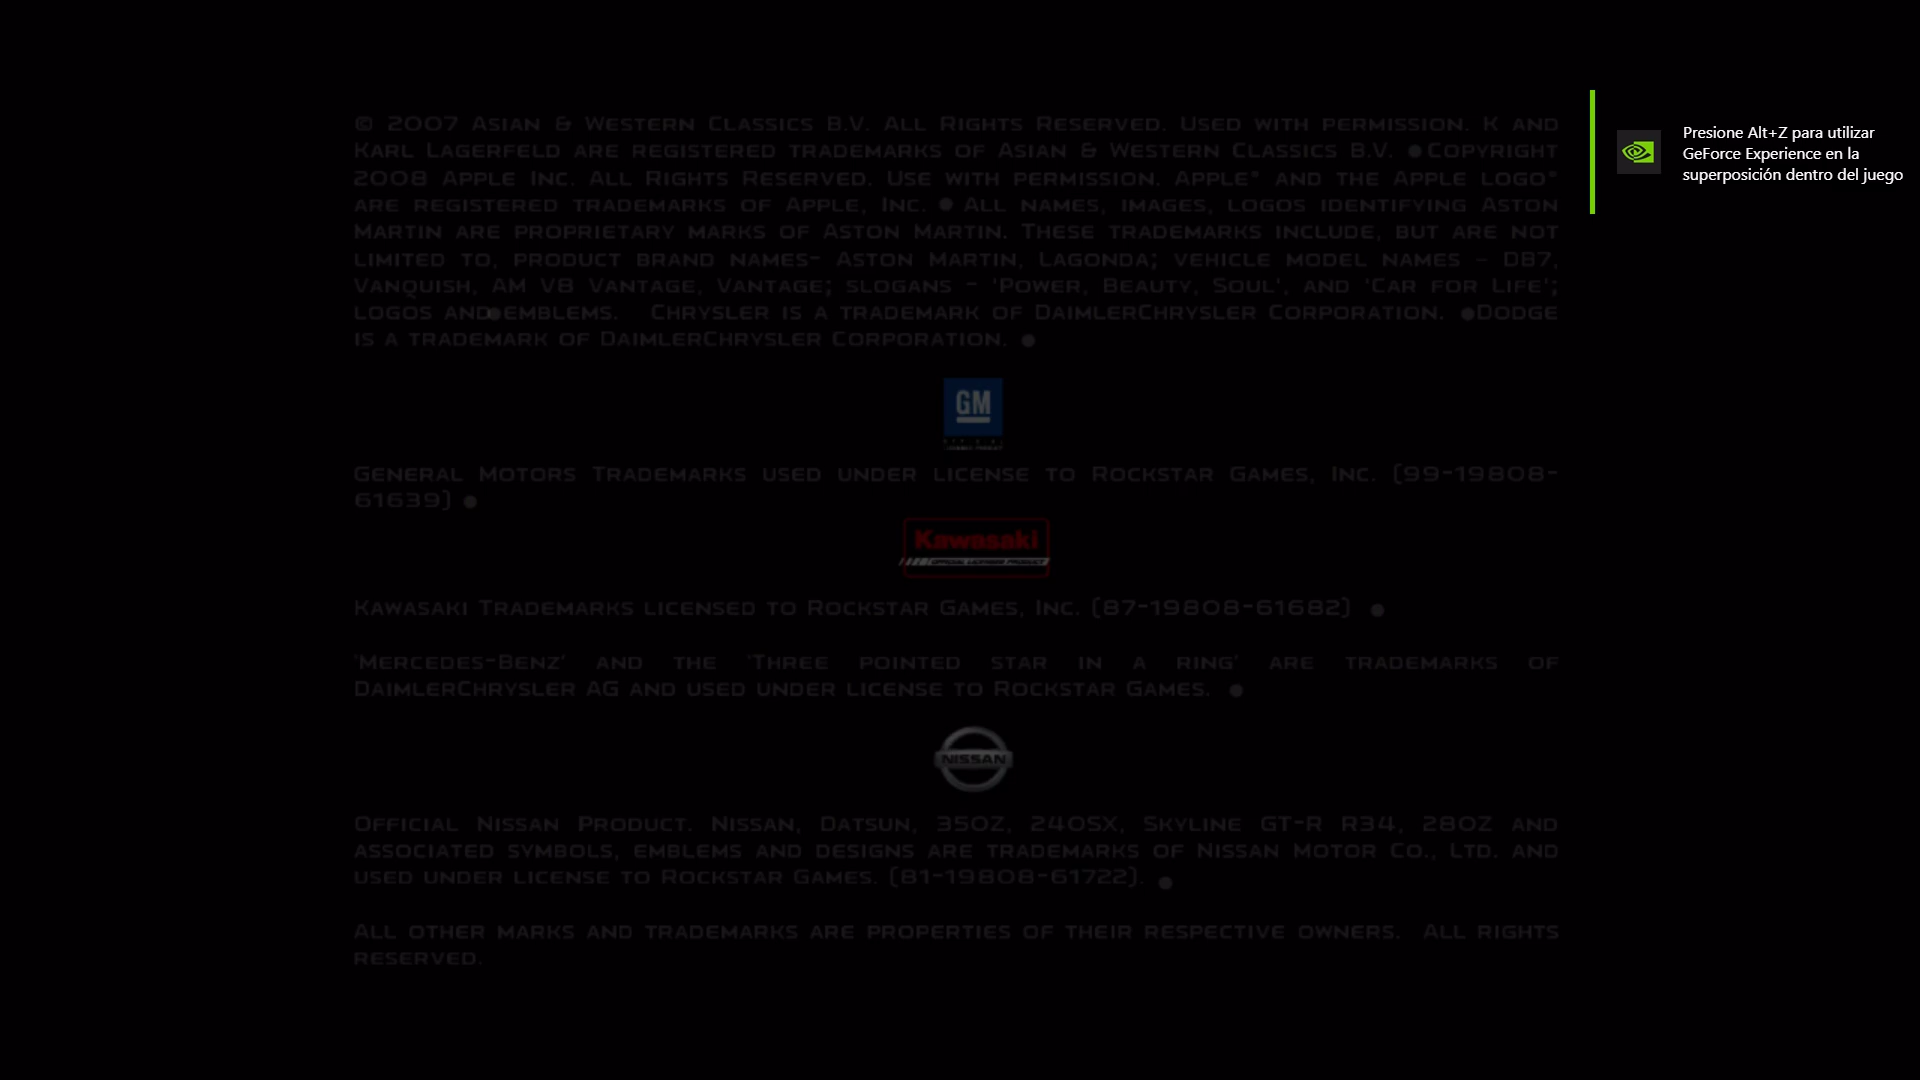 © 2007 Asian & Western Classics B.V. All Rights Reserved. Used with permission. K and
Karl Lagerfeld are registered trademarks of Asian & Western Classics B.V. ●Copyright
2008 Apple Inc. All Rights Reserved. Use with permission. Apple® and the Apple logo®
are registered trademarks of Apple, Inc. ● All names, images, logos identifying Aston
Martin are proprietary marks of Aston Martin. These trademarks include, but are not
limited to, product brand names- Aston Martin, Lagonda; vehicle model names – DB7,
Vanquish, AM V8 Vantage, Vantage; slogans - 'Power, Beauty, Soul', and 'Car for Life';
logos and●emblems. Chrysler is a trademark of DaimlerChrysler Corporation. ●Dodge
is a trademark of DaimlerChrysler Corporation. ●
GM
General Motors Trademarks used under license to Rockstar Games, Inc. (99-19808-
61639) ●
Kawasaki
OFFICIAL LICENSED PRODUCT
Kawasaki Trademarks licensed to Rockstar Games, Inc. (87-19808-61682) ●
'Mercedes-Benz' and the 'Three pointed star in a ring' are trademarks of
DaimlerChrysler AG and used under license to Rockstar Games. ●
NISSAN
Official Nissan Product. Nissan, Datsun, 350Z, 240SX, Skyline GT-R R34, 280Z and
associated symbols, emblems and designs are trademarks of Nissan Motor Co., Ltd. and
used under license to Rockstar Games. (81-19808-61722). ●
All other marks and trademarks are properties of their respective owners. All rights
reserved.
Presione Alt+Z para utilizar
GeForce Experience en la
superposición dentro del juego